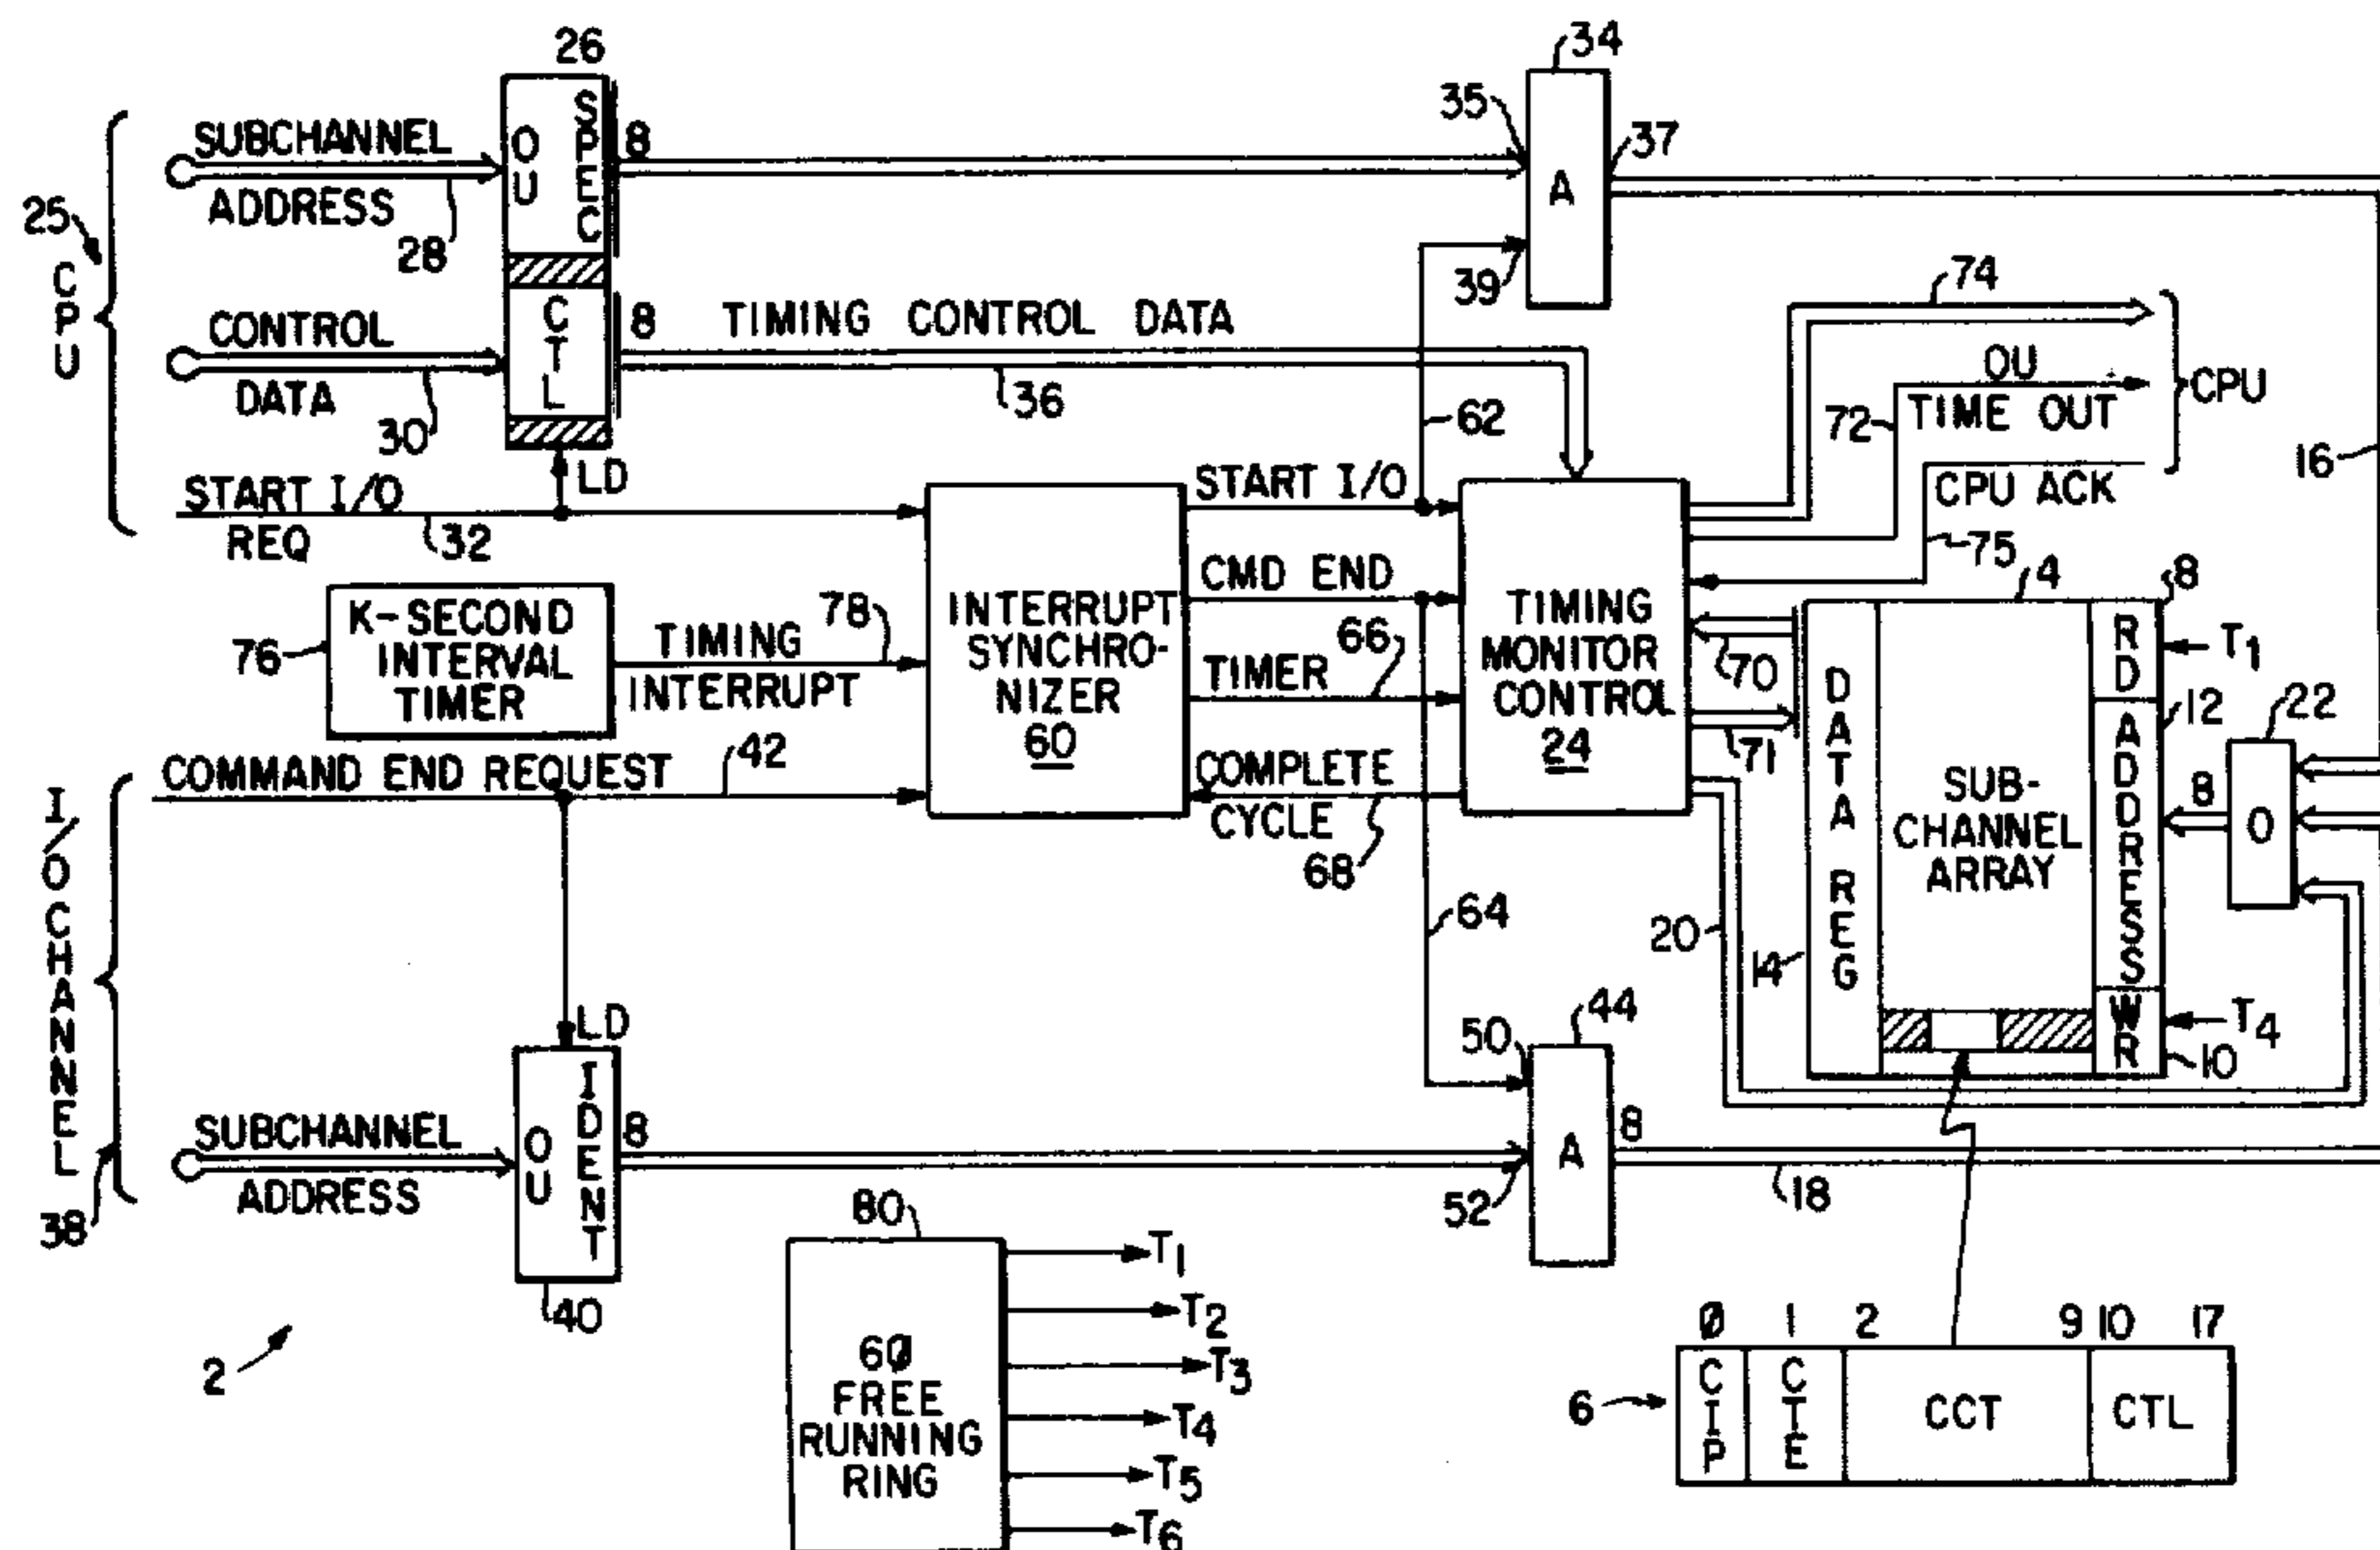 26
34
SUBCHANNEL
ADDRESS
28
25
CPU
OU
SPEC
8
35
A
37
39
CONTROL
DATA
30
CTL
8
TIMING CONTROL DATA
36
62
74
OU
TIME OUT
72
CPU
CPU ACK
75
16
START I/O
REQ
32
LD
START I/O
CMD END
TIMER
66
COMPLETE
CYCLE
68
64
K-SECOND
INTERVAL
TIMER
76
TIMING
INTERRUPT
78
INTERRUPT
SYNCHRO-
NIZER
60
TIMING
MONITOR
CONTROL
24
70
71
20
4
8
RD
T1
12
ADDRESS
WR
T4
10
DATA REG
14
SUB-
CHANNEL
ARRAY
22
8
O
COMMAND END REQUEST
42
I/O CHANNEL
38
LD
SUBCHANNEL
ADDRESS
OU
IDENT
8
40
50
44
A
52
8
18
2
80
60
FREE
RUNNING
RING
T1
T2
T3
T4
T5
T6
0 1 2 9 10 17
6
CIP
CTE
CCT
CTL